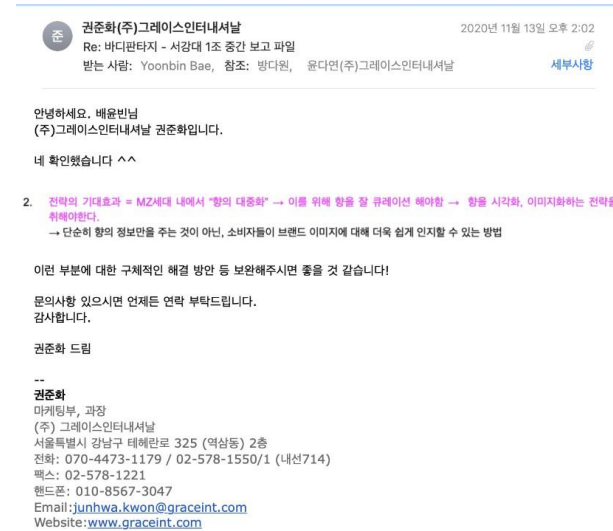 준
권준화(주)그레이스인터내셔날
2020년 11월 13일 오후 2:02
Re: 바디판타지 - 서강대 1조 중간 보고 파일
받는 사람: Yoonbin Bae, 참조: 방다원, 윤다연(주)그레이스인터내셔날
세부사항
안녕하세요. 배윤빈님
(주)그레이스인터내셔날 권준화입니다.
네 확인했습니다 ^^
2. 전략의 기대효과 = MZ세대 내에서 "향의 대중화" → 이를 위해 향을 잘 큐레이션 해야함 → 향을 시각화, 이미지화하는 전략을
취해야한다.
→ 단순히 향의 정보만을 주는 것이 아닌, 소비자들이 브랜드 이미지에 대해 더욱 쉽게 인지할 수 있는 방법
이런 부분에 대한 구체적인 해결 방안 등 보완해주시면 좋을 것 같습니다!
문의사항 있으시면 언제든 연락 부탁드립니다.
감사합니다.
권준화 드림
--
권준화
마케팅부, 과장
(주) 그레이스인터내셔날
서울특별시 강남구 테헤란로 325 (역삼동) 2층
전화: 070-4473-1179 / 02-578-1550/1 (내선714)
팩스: 02-578-1221
핸드폰: 010-8567-3047
Email:junhwa.kwon@graceint.com
Website:www.graceint.com